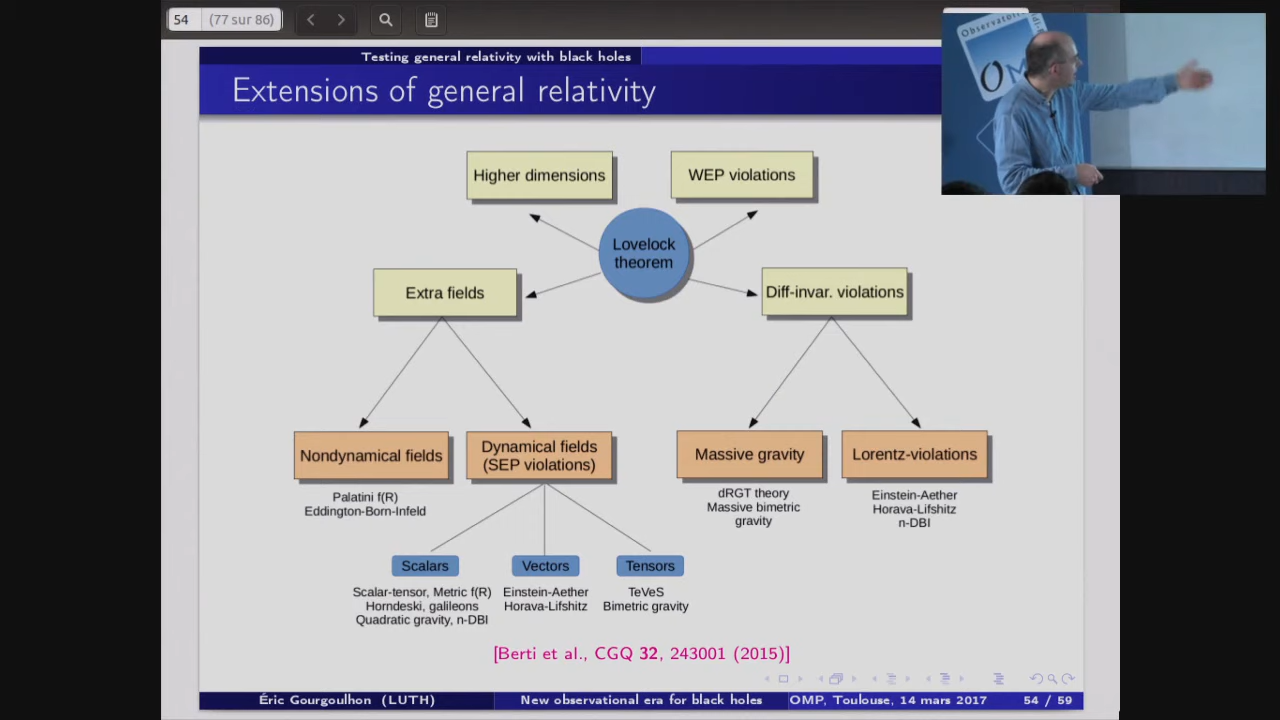 54 (77 sur 86)
Testing general relativity with black holes
Extensions of general relativity
Observato
OM
Higher dimensions
WEP violations
Lovelock
theorem
Extra fields
Diff-invar. violations
Nondynamical fields
Dynamical fields
(SEP violations)
Massive gravity
Lorentz-violations
Palatini f(R)
Eddington-Born-Infeld
dRGT theory
Massive bimetric
gravity
Einstein-Aether
Horava-Lifshitz
n-DBI
Scalars
Vectors
Tensors
Scalar-tensor, Metric f(R)
Horndeski, galileons
Quadratic gravity, n-DBI
Einstein-Aether
Horava-Lifshitz
TeVeS
Bimetric gravity
[Berti et al., CGQ 32, 243001 (2015)]
Éric Gourgoulhon (LUTH) New observational era for black holes OMP, Toulouse, 14 mars 2017 54 / 59